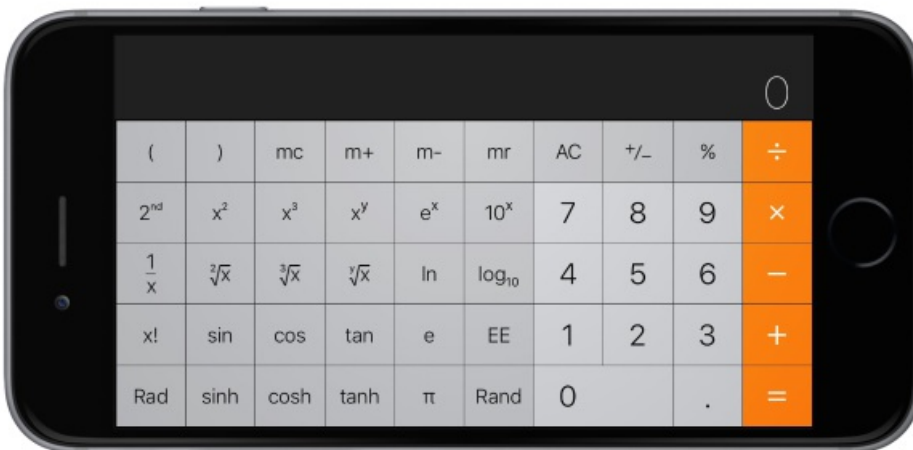 0
( ) mc m+ m- mr AC +/− % ÷
2ⁿᵈ x² x³ xʸ eˣ 10ˣ 7 8 9 ×
1/x ²√x ³√x ʸ√x ln log₁₀ 4 5 6 −
x! sin cos tan e EE 1 2 3 +
Rad sinh cosh tanh π Rand 0 . =